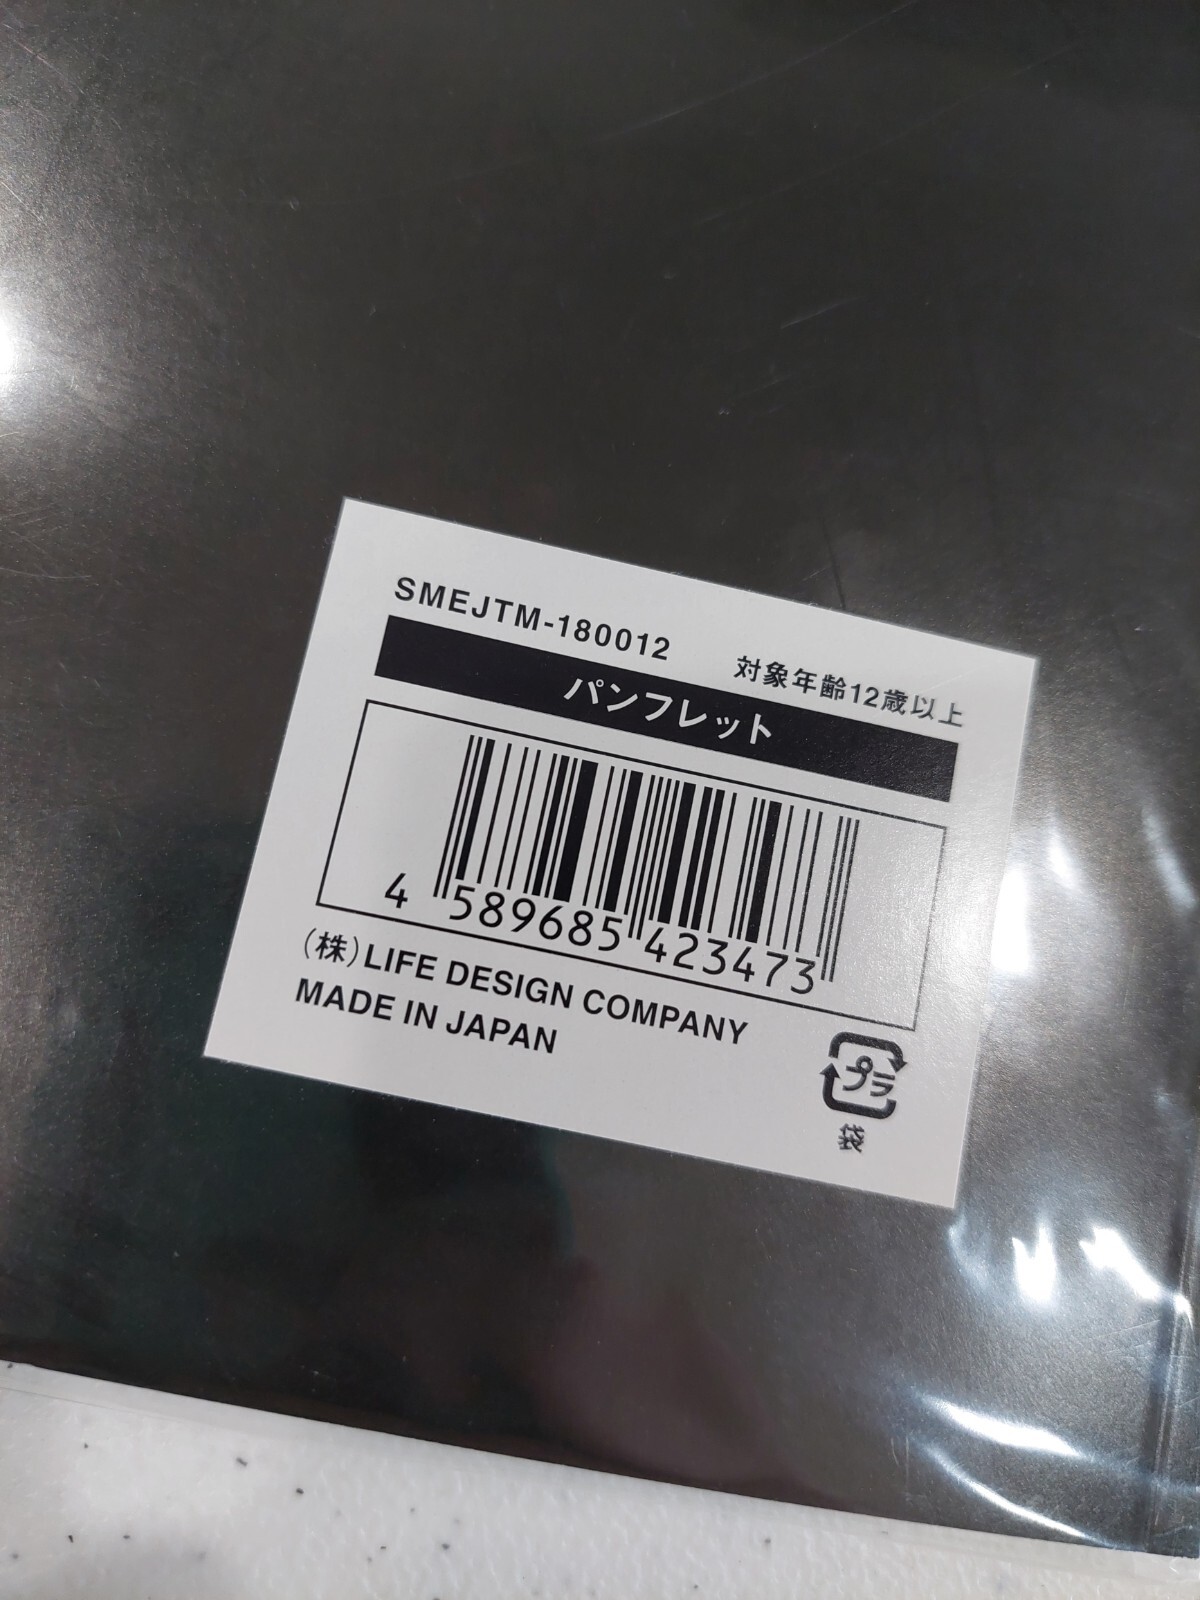 SMEJTM-180012 対象年齢12歳以上
パンフレット
4 589685 423473
(株)LIFE DESIGN COMPANY
MADE IN JAPAN
プラ
袋